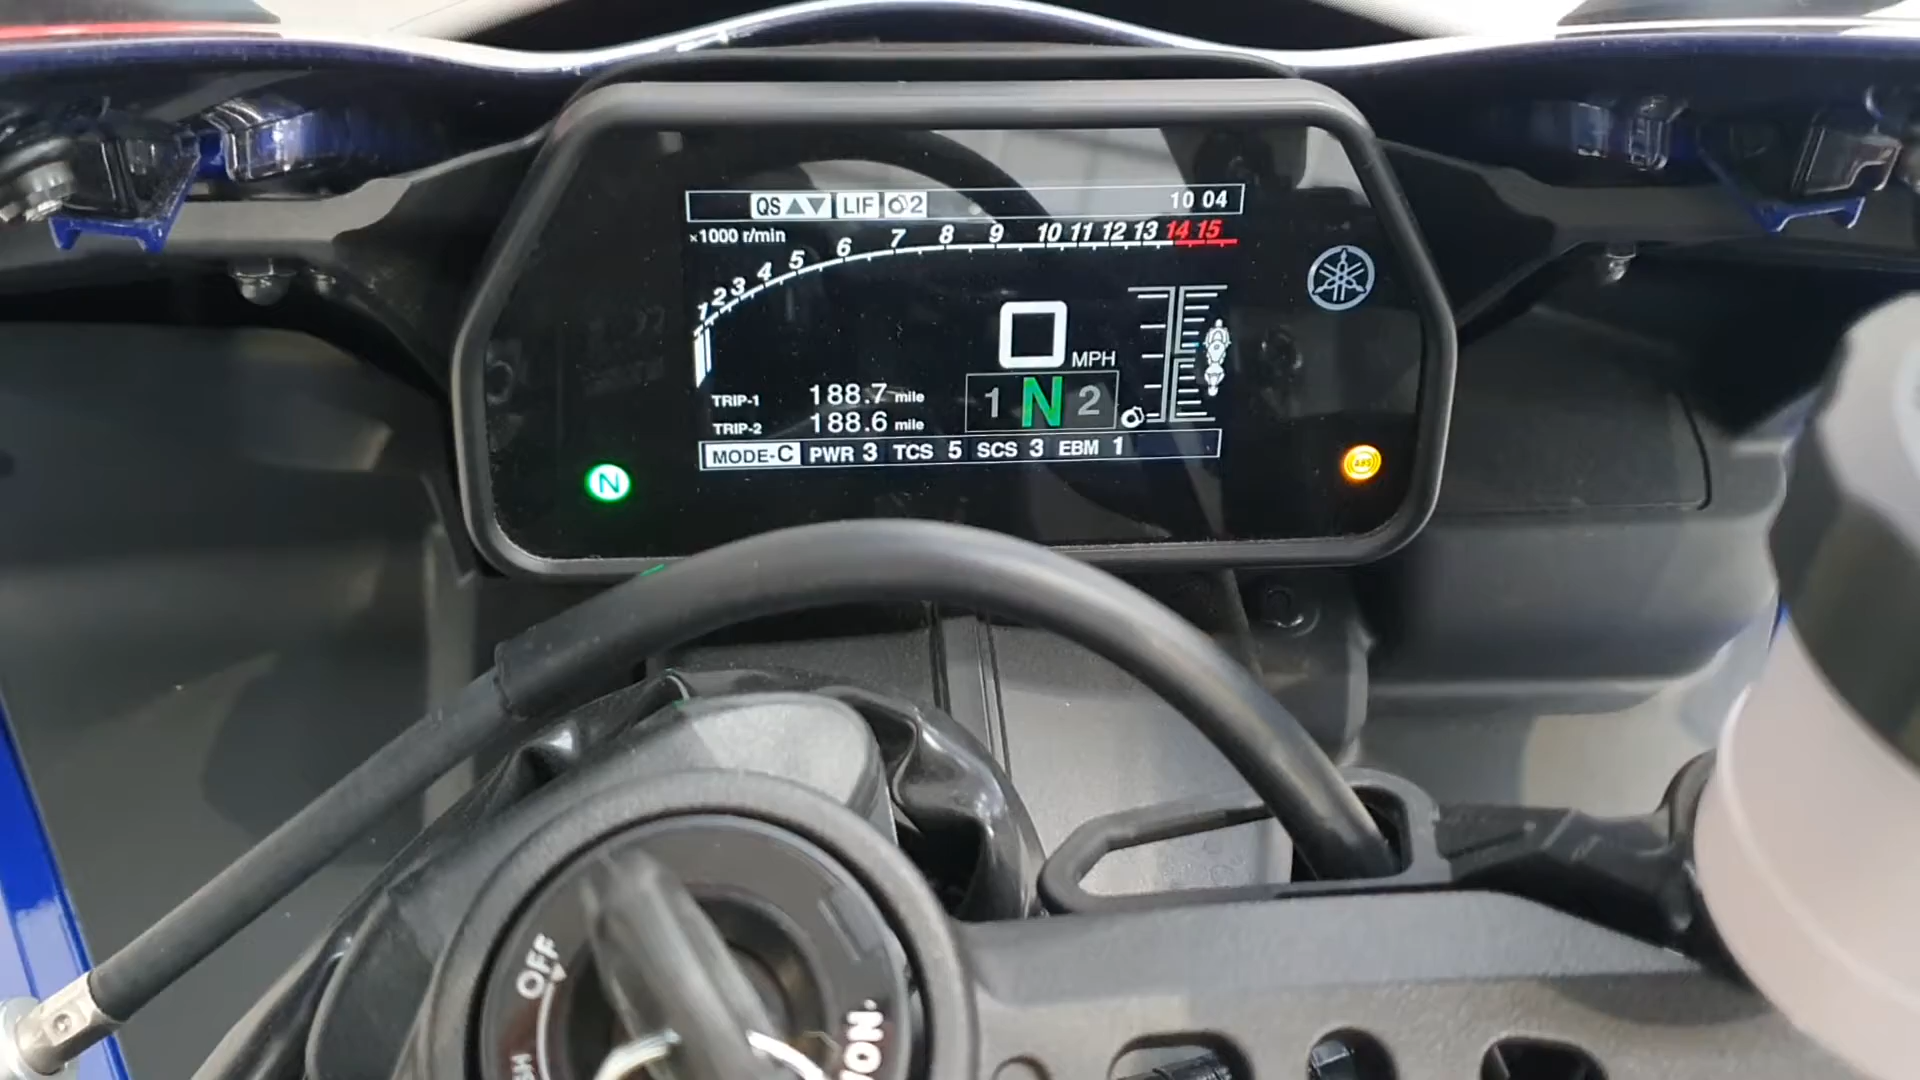 QS LIF 2 10 04
×1000 r/min
1 2 3 4 5 6 7 8 9 10 11 12 13 14 15
0 MPH
TRIP-1 188.7 mile
TRIP-2 188.6 mile
1 N 2
MODE-C PWR 3 TCS 5 SCS 3 EBM 1
N
ABS
OFF
ON